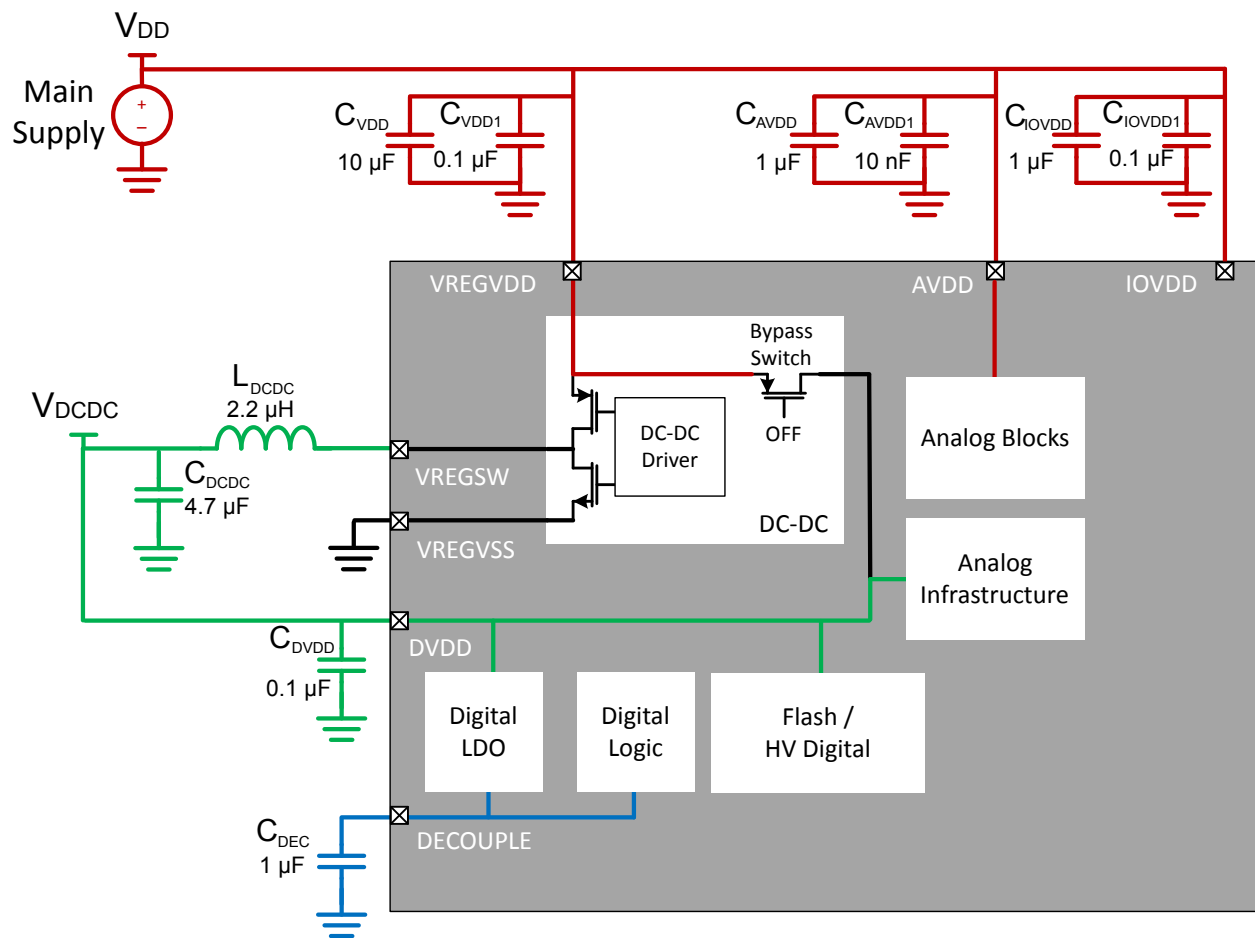 VDD
Main
Supply
+
−
CVDD
10 µF
CVDD1
0.1 µF
CAVDD
1 µF
CAVDD1
10 nF
CIOVDD
1 µF
CIOVDD1
0.1 µF
VREGVDD
AVDD
IOVDD
Bypass
Switch
OFF
DC-DC
Driver
DC-DC
Analog Blocks
VDCDC
LDCDC
2.2 µH
CDCDC
4.7 µF
VREGSW
VREGVSS
Analog
Infrastructure
DVDD
CDVDD
0.1 µF
Digital
LDO
Digital
Logic
Flash /
HV Digital
DECOUPLE
CDEC
1 µF